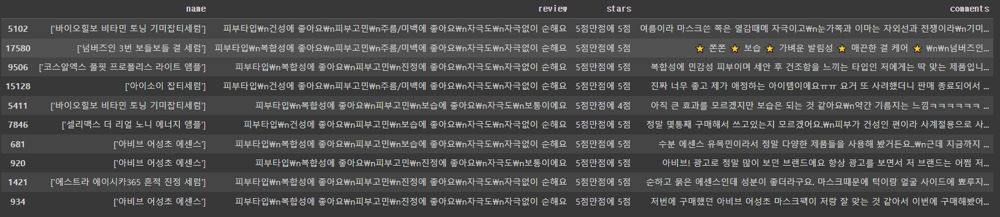 name review stars comments
5102 ['바이오힐보 비타민 토닝 기미잡티세럼'] 피부타입\n건성에 좋아요\n피부고민\n주름/미백에 좋아요\n자극도\n자극없이 순해요 5점만점에 5점 여름이라 마스크쓴 쪽은 열감때메 자극이고\n눈가쪽과 이마는 자외선과 전쟁이라\n기미...
17580 ['넘버즈인 3번 보들보들 결 세럼'] 피부타입\n복합성에 좋아요\n피부고민\n주름/미백에 좋아요\n자극도\n자극없이 순해요 5점만점에 5점 ⭐ 쫀쫀 ⭐ 보습 ⭐ 가벼운 발림성 ⭐ 매끈한 결 케어 ⭐ \n\n넘버즈인...
9506 ['코스알엑스 풀핏 프로폴리스 라이트 앰플'] 피부타입\n복합성에 좋아요\n피부고민\n진정에 좋아요\n자극도\n자극없이 순해요 5점만점에 5점 복합성에 민감성 피부이며 세안 후 건조함을 느끼는 타입인 저에게는 딱 맞는 제품입니...
15128 ['아이소이 잡티세럼'] 피부타입\n건성에 좋아요\n피부고민\n주름/미백에 좋아요\n자극도\n자극없이 순해요 5점만점에 5점 진짜 너무 좋고 제가 애정하는 아이템이에요ㅠㅠ 요거 또 사려했더니 판매 종료되어서 ...
5411 ['바이오힐보 비타민 토닝 기미잡티세럼'] 피부타입\n복합성에 좋아요\n피부고민\n보습에 좋아요\n자극도\n보통이에요 5점만점에 4점 아직 큰 효과를 모르겠지만 보습은 되는 것 같아요\n약간 기름지는 느낌ㅋㅋㅋㅋㅋㅋ ...
7846 ['셀리맥스 더 리얼 노니 에너지 앰플'] 피부타입\n건성에 좋아요\n피부고민\n보습에 좋아요\n자극도\n자극없이 순해요 5점만점에 5점 정말 몇통째 구매해서 쓰고있는지 모르겠어요.\n피부가 건성인 편이라 사계절용으로 사...
681 ['아비브 어성초 에센스'] 피부타입\n복합성에 좋아요\n피부고민\n보습에 좋아요\n자극도\n자극없이 순해요 5점만점에 5점 수분 에센스 유목민이라서 정말 다양한 제품들을 사용해 봤거든요..\n근데 지금까지 ...
920 ['아비브 어성초 에센스'] 피부타입\n복합성에 좋아요\n피부고민\n진정에 좋아요\n자극도\n보통이에요 5점만점에 5점 아비브! 광고로 정말 많이 보던 브랜드에요 항상 광고를 보면서 저 브랜드는 어쩜 저...
1421 ['에스트라 에이시카365 흔적 진정 세럼'] 피부타입\n복합성에 좋아요\n피부고민\n진정에 좋아요\n자극도\n자극없이 순해요 5점만점에 5점 순하고 묽은 에센스인데 성분이 좋더라구요. 마스크때문에 턱이랑 얼굴 사이드에 뾰루지...
934 ['아비브 어성초 에센스'] 피부타입\n복합성에 좋아요\n피부고민\n진정에 좋아요\n자극도\n자극없이 순해요 5점만점에 5점 저번에 구매했던 아비브 어성초 마스크팩이 저랑 잘 맞는 것 같아서 이번에 구매해봤어...